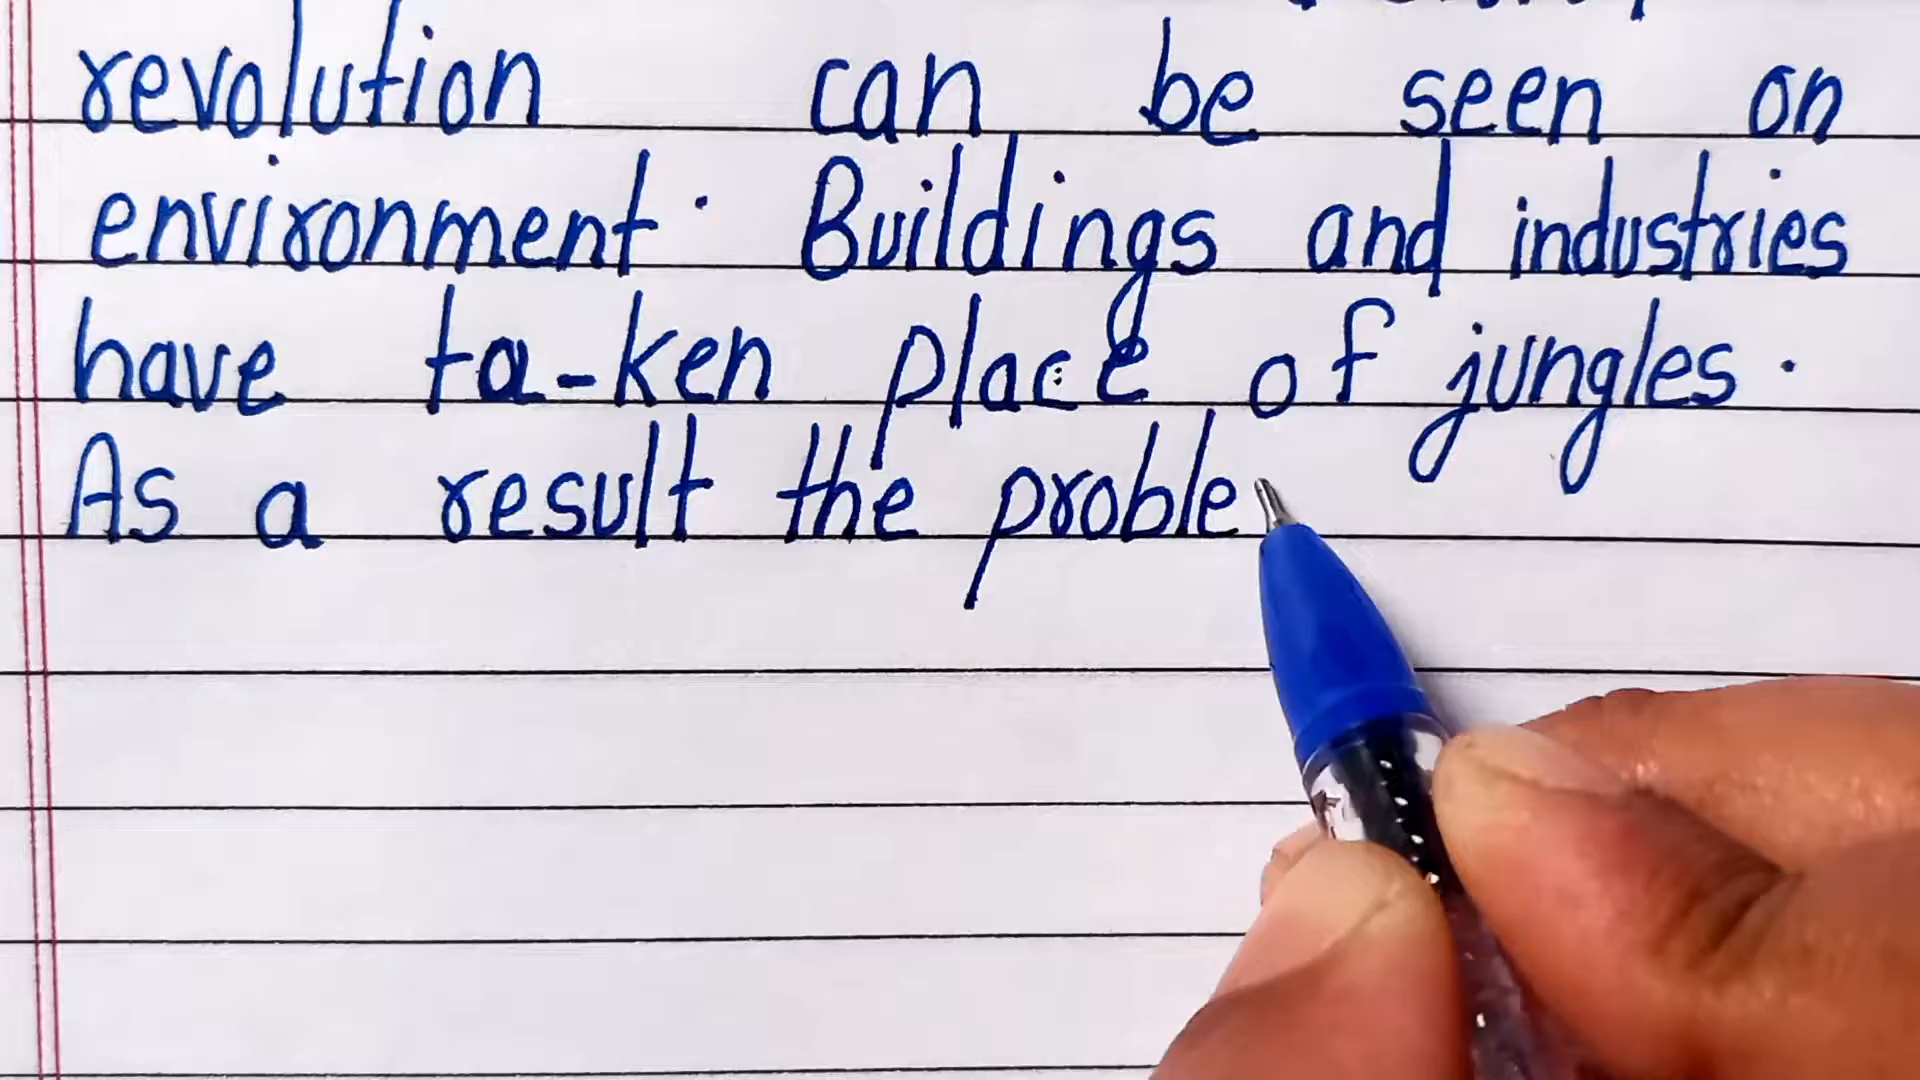 revolution can be seen on
environment. Buildings and industries
have ta-ken place of jungles.
As a result the proble